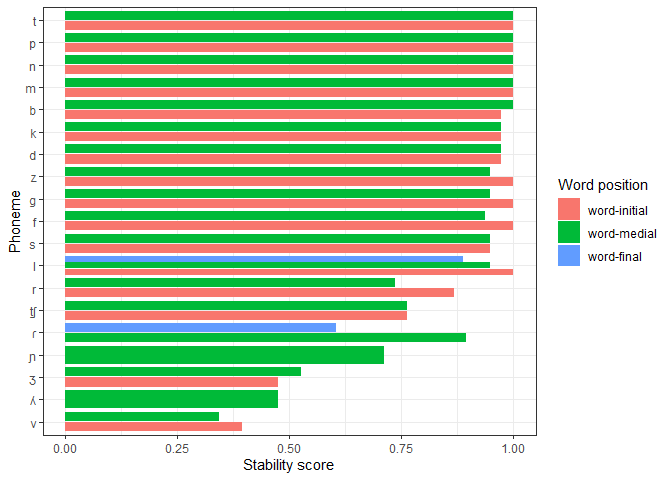 t
p
n
m
b
k
d
z
g
f
s
l
r
t͡ʃ
ɾ
ɲ
ʒ
ʎ
v
Phoneme
0.00 0.25 0.50 0.75 1.00
Stability score
Word position
word-initial
word-medial
word-final